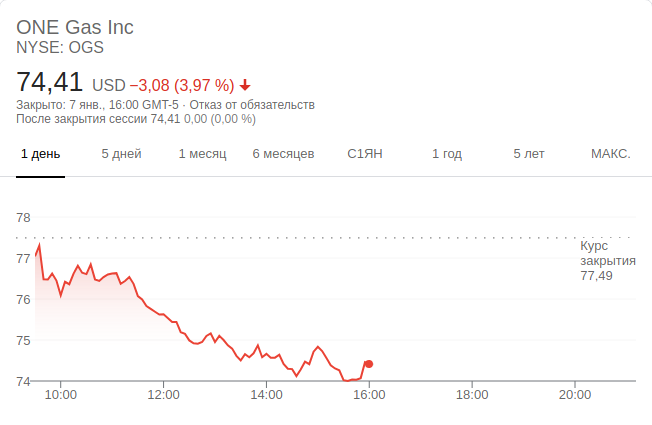 ONE Gas Inc
NYSE: OGS
74,41 USD −3,08 (3,97 %)
Закрыто: 7 янв., 16:00 GMT-5 · Отказ от обязательств
После закрытия сессии 74,41 0,00 (0,00 %)
1 день 5 дней 1 месяц 6 месяцев С1ЯН 1 год 5 лет МАКС.
78
77
76
75
74
Курс
закрытия
77,49
10:00 12:00 14:00 16:00 18:00 20:00